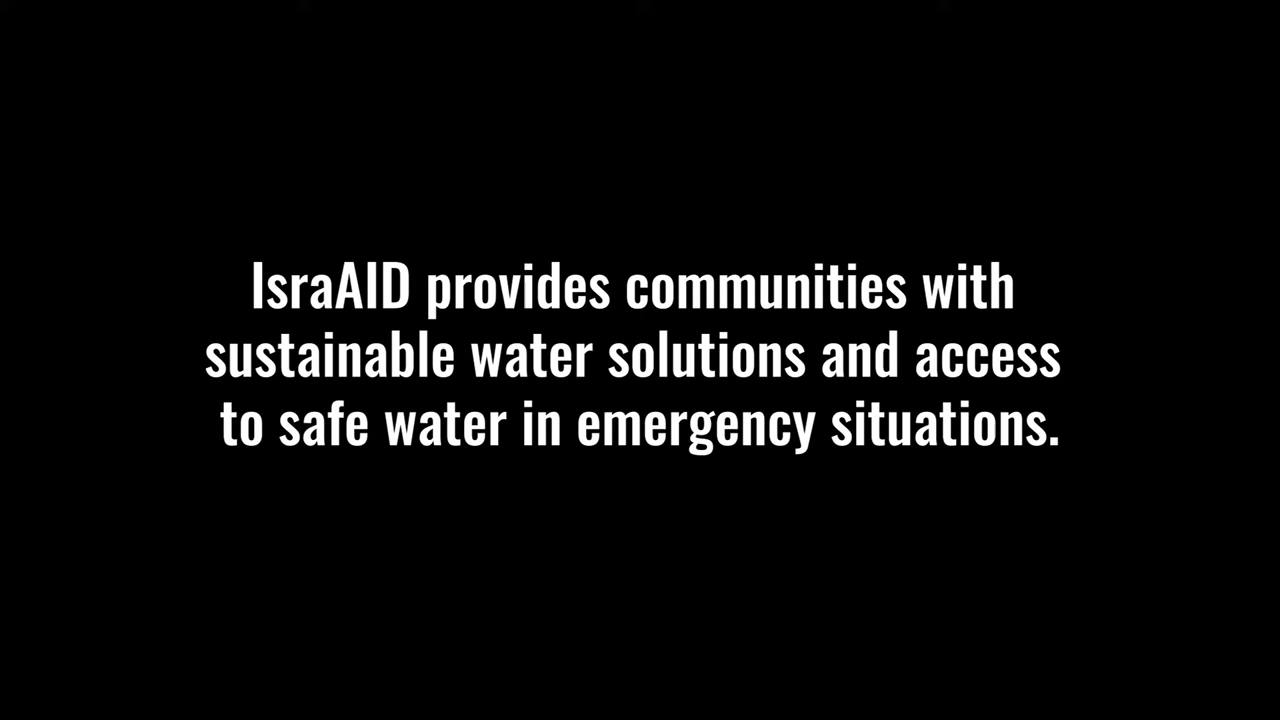 IsraAID provides communities with
sustainable water solutions and access
to safe water in emergency situations.